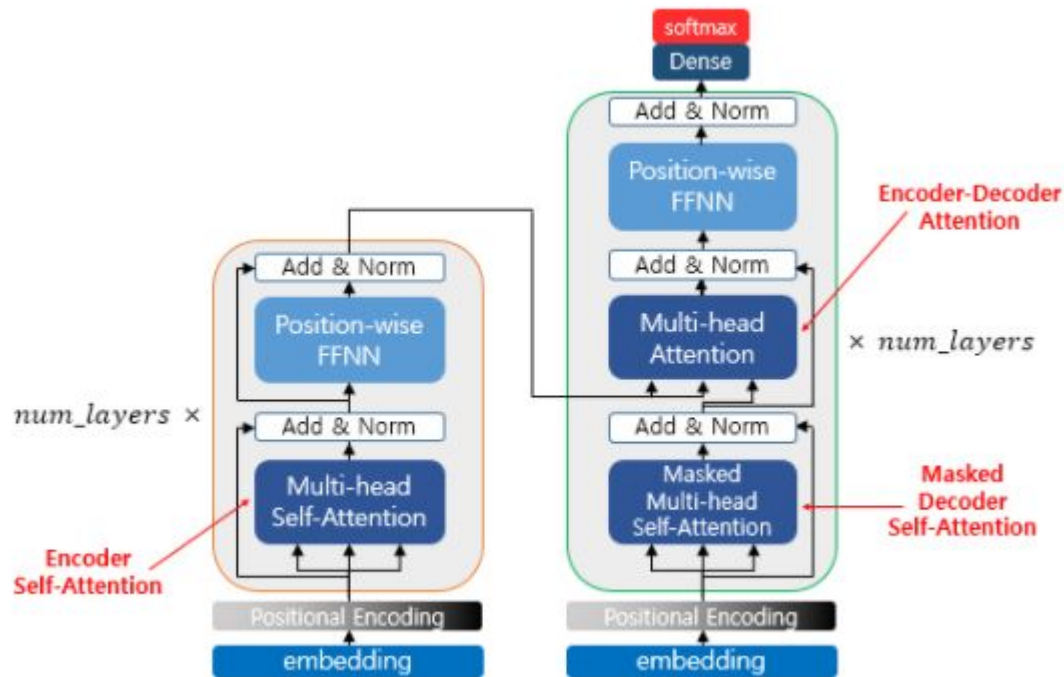 softmax
Dense
Add & Norm
Position-wise
FFNN
Encoder-Decoder
Attention
Add & Norm
Multi-head
Attention
× num_layers
Add & Norm
Masked
Multi-head
Self-Attention
Masked
Decoder
Self-Attention
Positional Encoding
embedding
Add & Norm
Position-wise
FFNN
num_layers ×
Add & Norm
Multi-head
Self-Attention
Encoder
Self-Attention
Positional Encoding
embedding